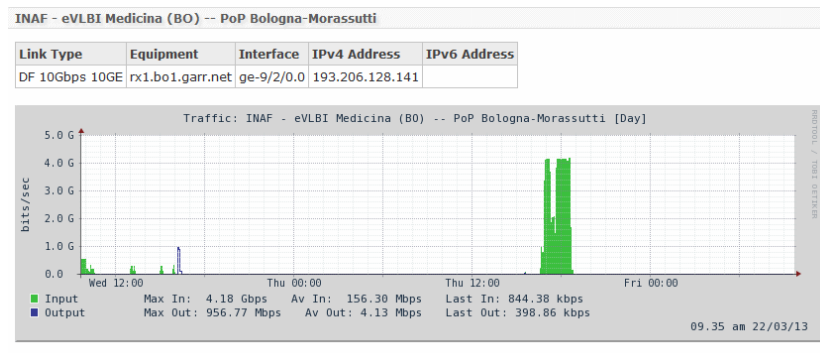 INAF - eVLBI Medicina (BO) -- PoP Bologna-Morassutti
Link Type Equipment Interface IPv4 Address IPv6 Address
DF 10Gbps 10GE rx1.bo1.garr.net ge-9/2/0.0 193.206.128.141
Traffic: INAF - eVLBI Medicina (BO) -- PoP Bologna-Morassutti [Day]
RRDTOOL / TOBI OETIKER
bits/sec
5.0 G
4.0 G
3.0 G
2.0 G
1.0 G
0.0
Wed 12:00 Thu 00:00 Thu 12:00 Fri 00:00
Input Max In: 4.18 Gbps Av In: 156.30 Mbps Last In: 844.38 kbps
Output Max Out: 956.77 Mbps Av Out: 4.13 Mbps Last Out: 398.86 kbps
09.35 am 22/03/13